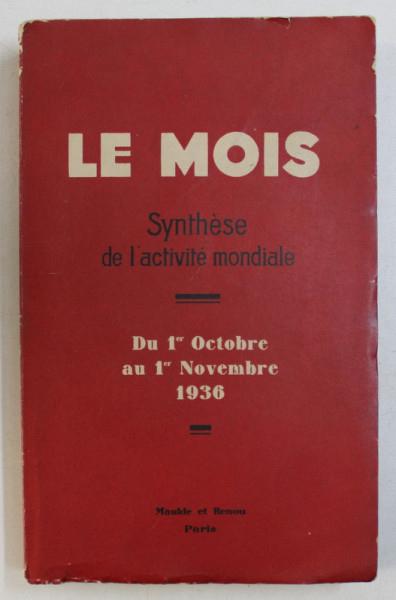 LE MOIS
Synthèse
de l'activité mondiale
Du 1er Octobre
au 1er Novembre
1936
Maulde et Renou
Paris